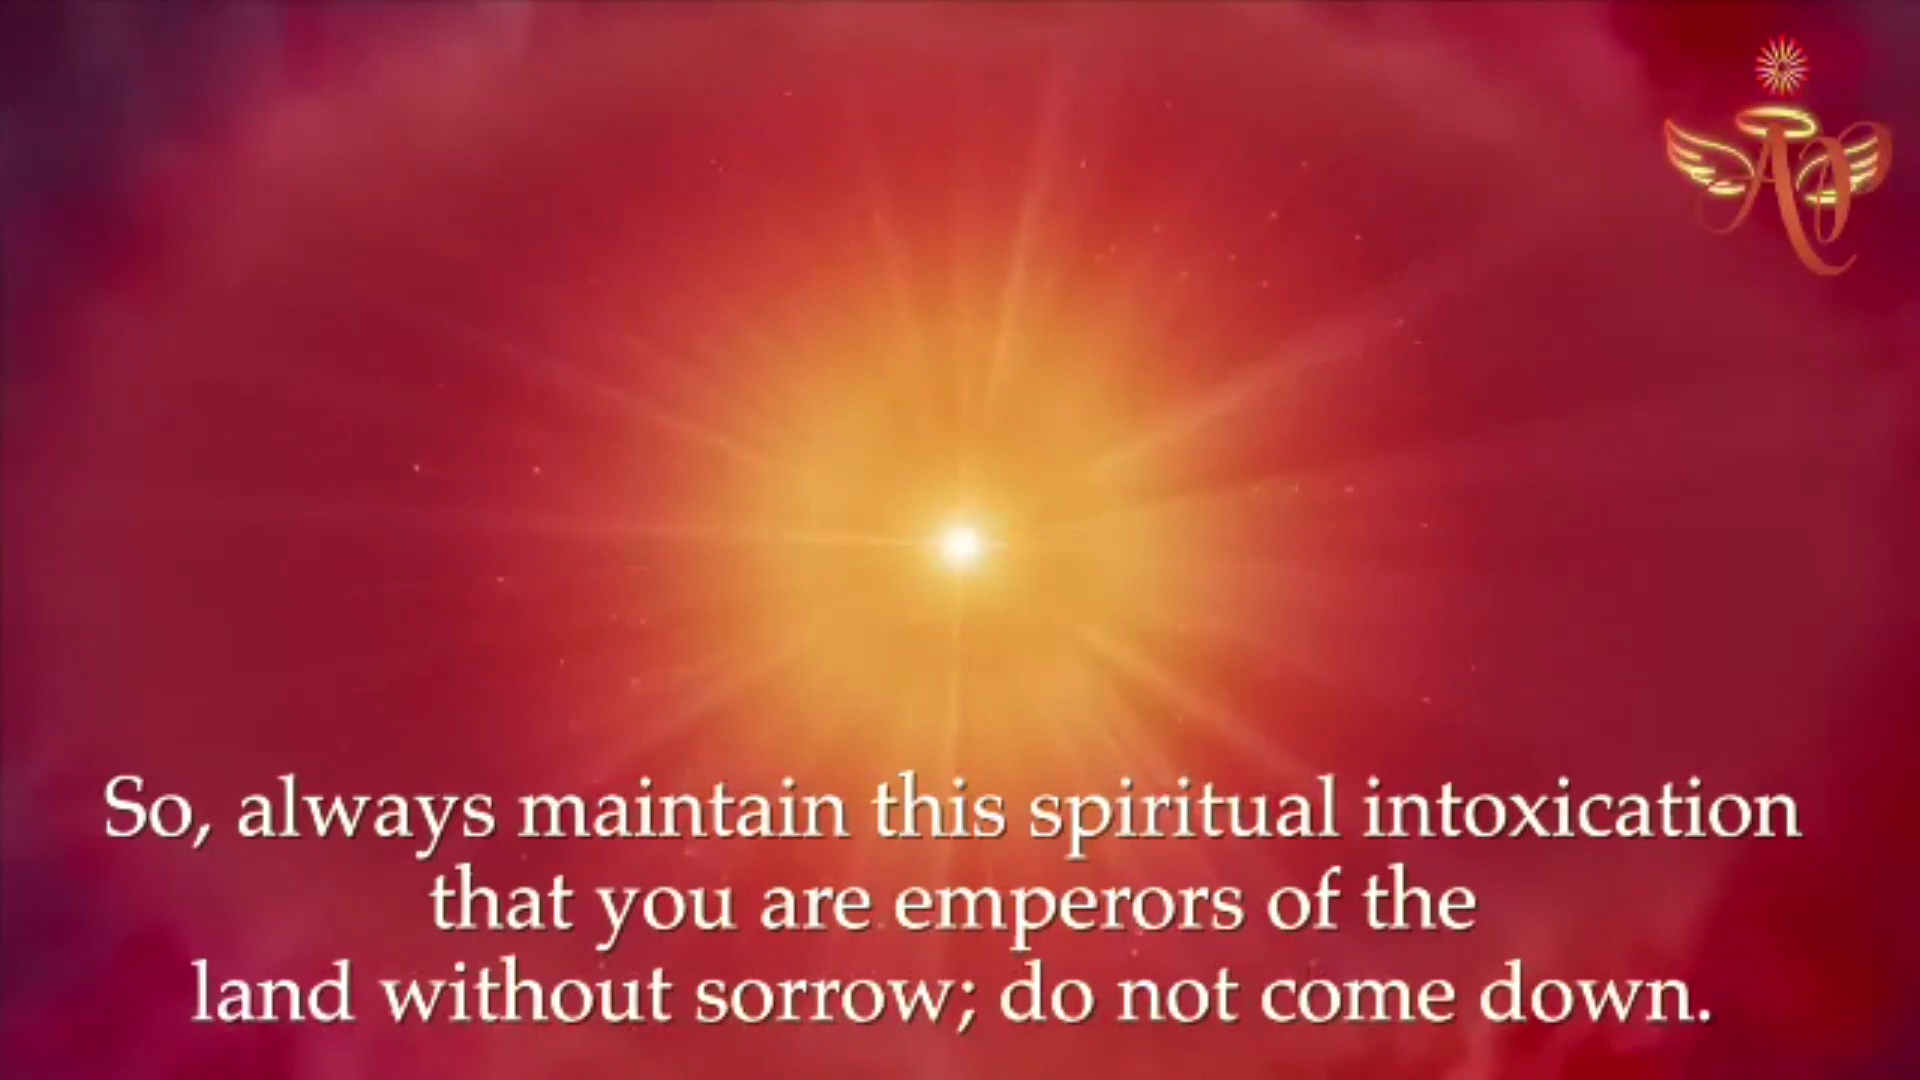 So, always maintain this spiritual intoxication
that you are emperors of the
land without sorrow; do not come down.